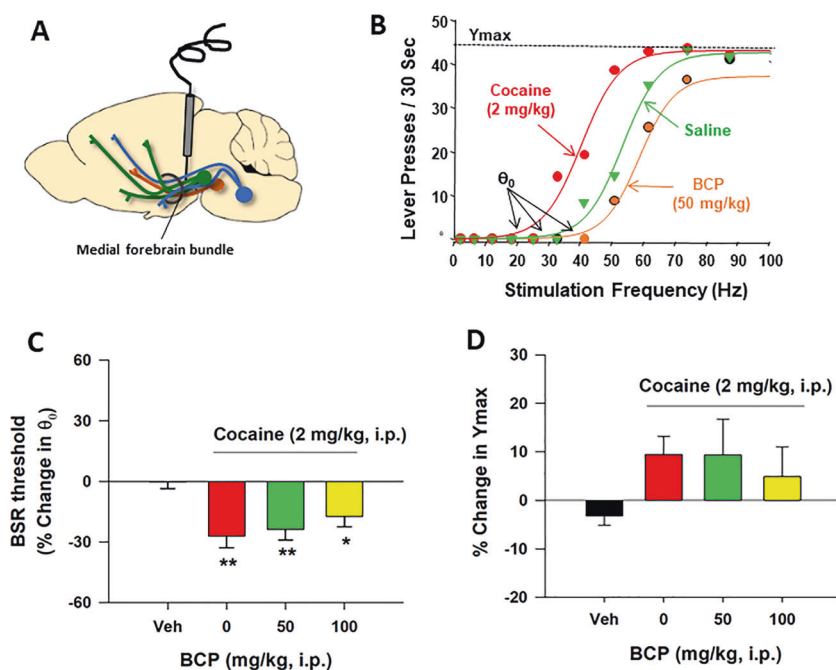 A
Medial forebrain bundle
B
Ymax
Lever Presses / 30 Sec
50
40
30
20
10
0
Cocaine
(2 mg/kg)
Saline
BCP
(50 mg/kg)
θ0
0 10 20 30 40 50 60 70 80 90 100
Stimulation Frequency (Hz)
C
BSR threshold
(% Change in θ0)
60
30
0
-30
-60
Cocaine (2 mg/kg, i.p.)
** ** *
Veh 0 50 100
BCP (mg/kg, i.p.)
D
% Change in Ymax
30
20
10
0
-10
-20
Cocaine (2 mg/kg, i.p.)
Veh 0 50 100
BCP (mg/kg, i.p.)